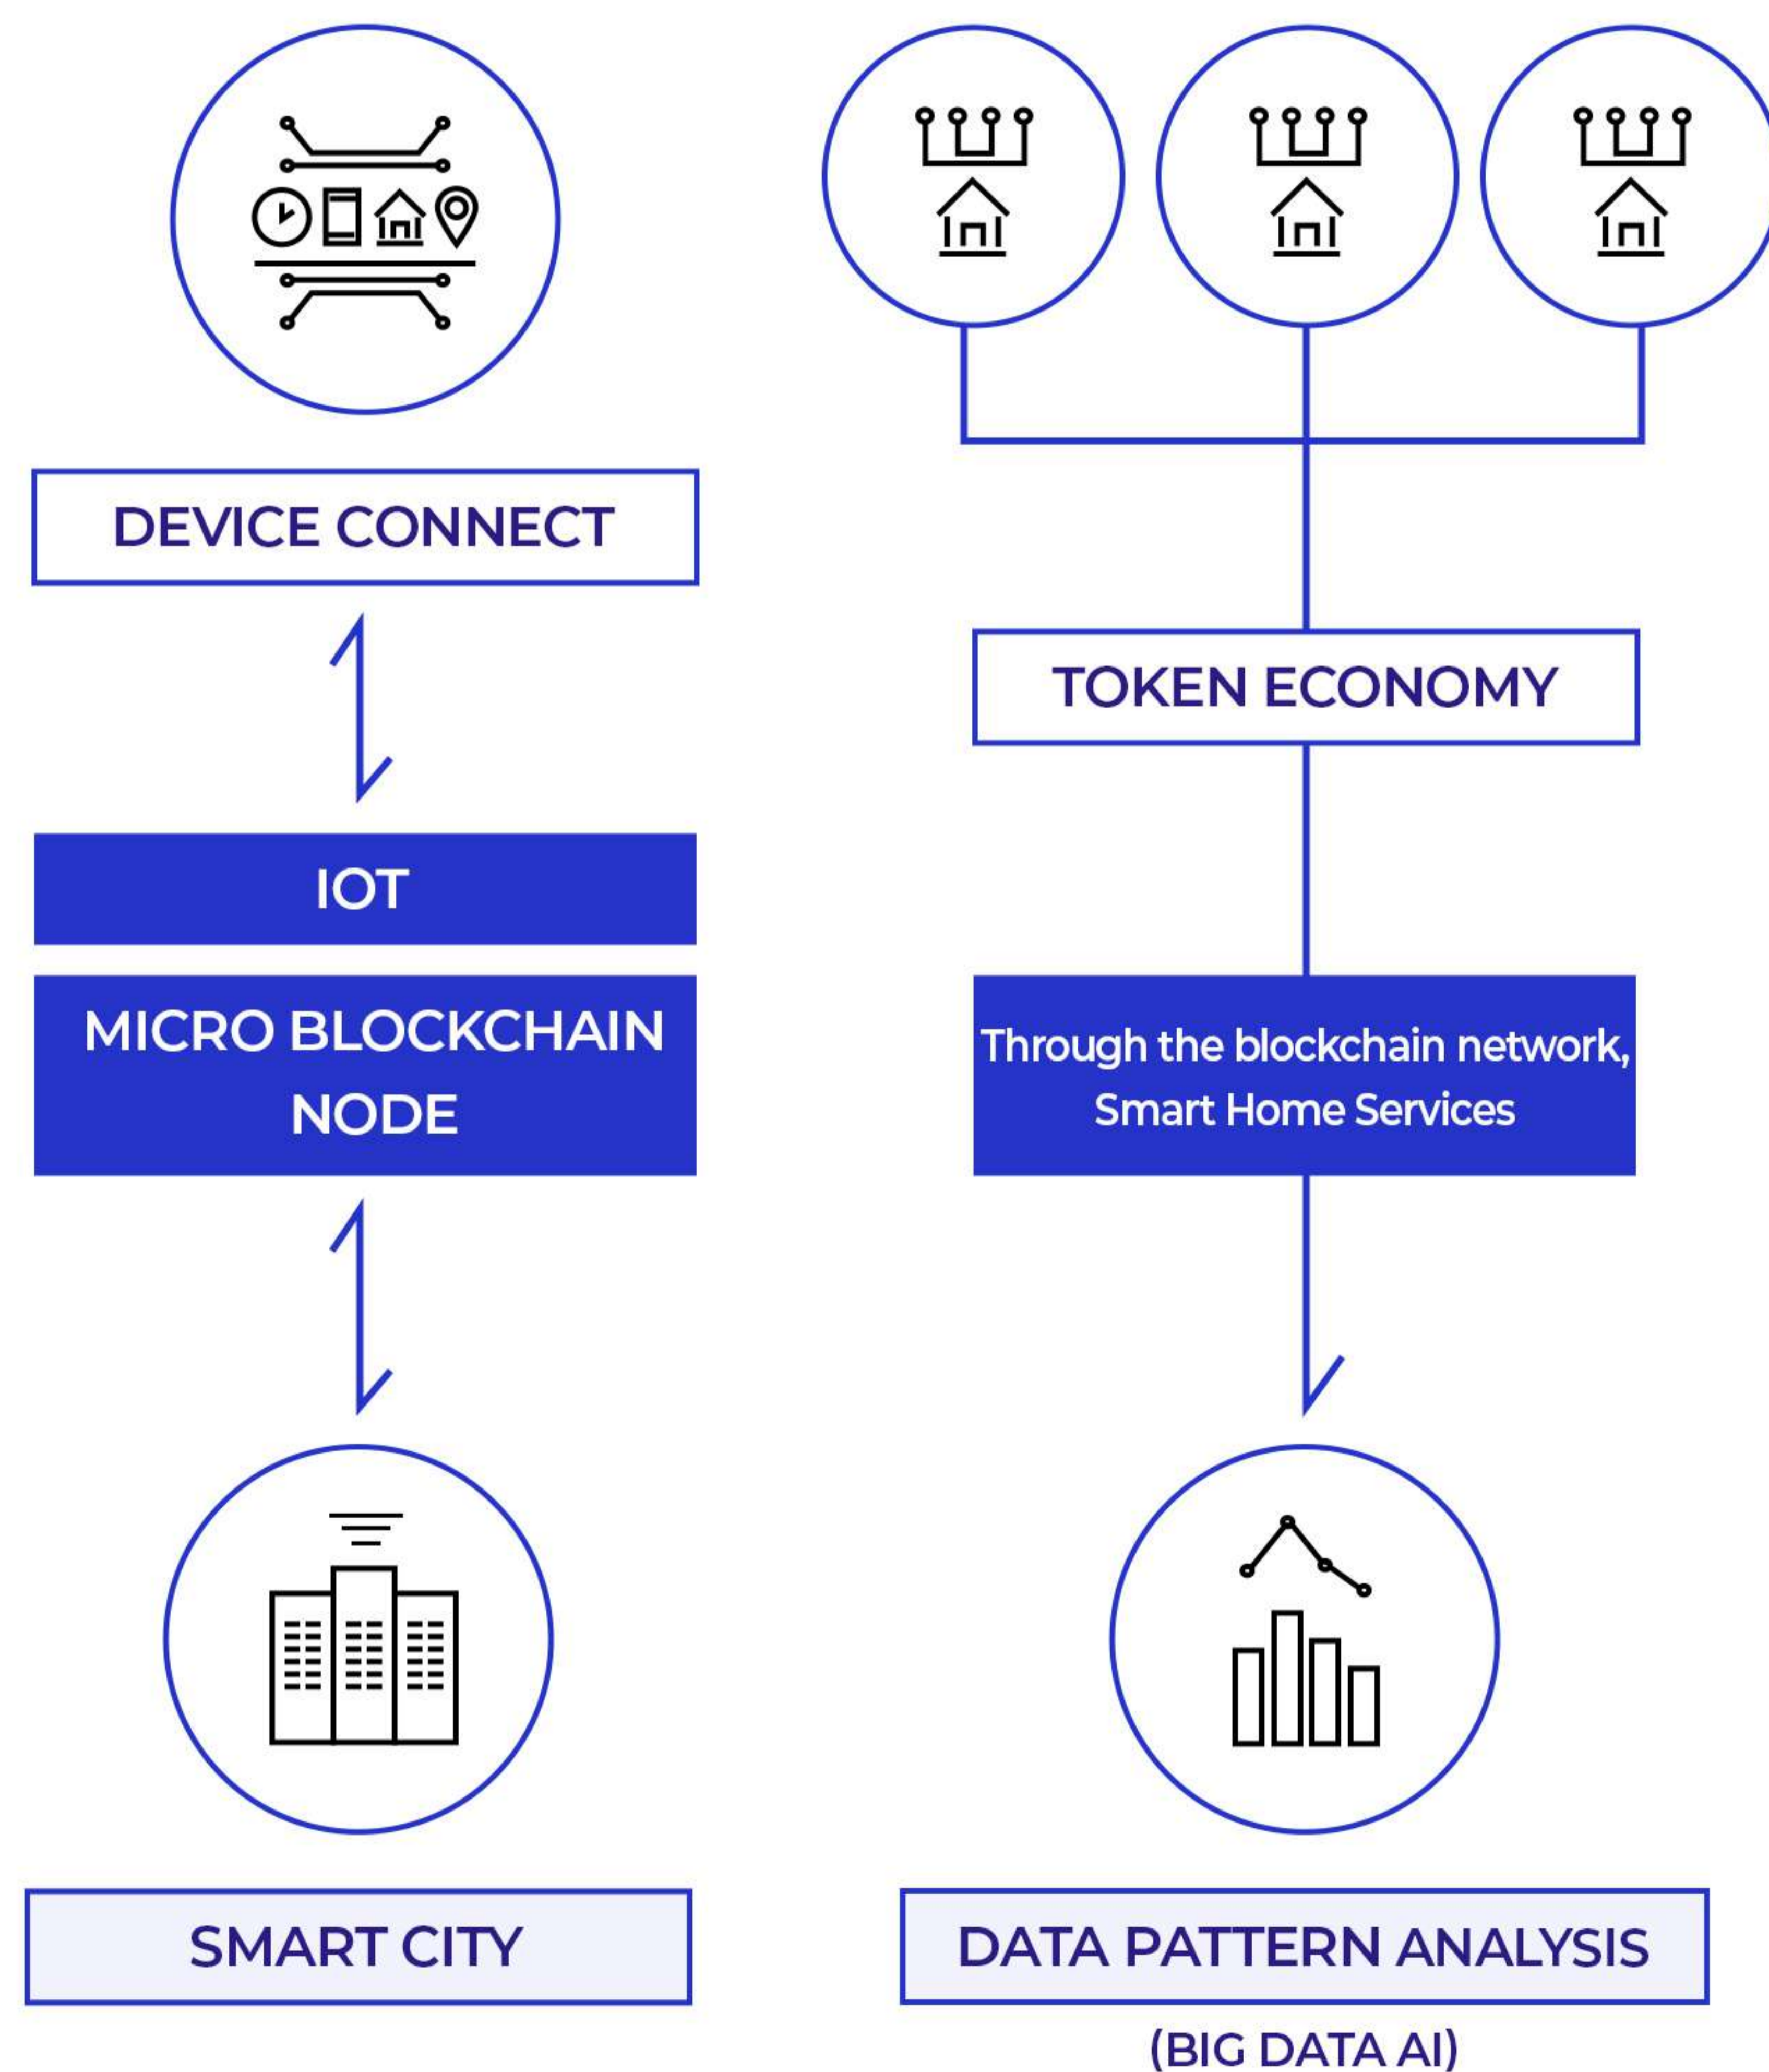 DEVICE CONNECT
IOT
MICRO BLOCKCHAIN
NODE
SMART CITY
TOKEN ECONOMY
Through the blockchain network,
Smart Home Services
DATA PATTERN ANALYSIS
(BIG DATA AI)